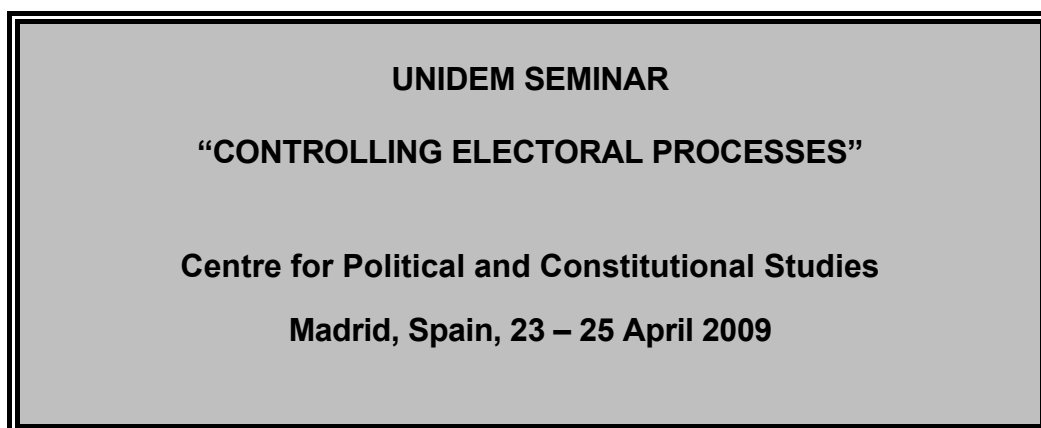 UNIDEM SEMINAR
“CONTROLLING ELECTORAL PROCESSES”
Centre for Political and Constitutional Studies
Madrid, Spain, 23 – 25 April 2009